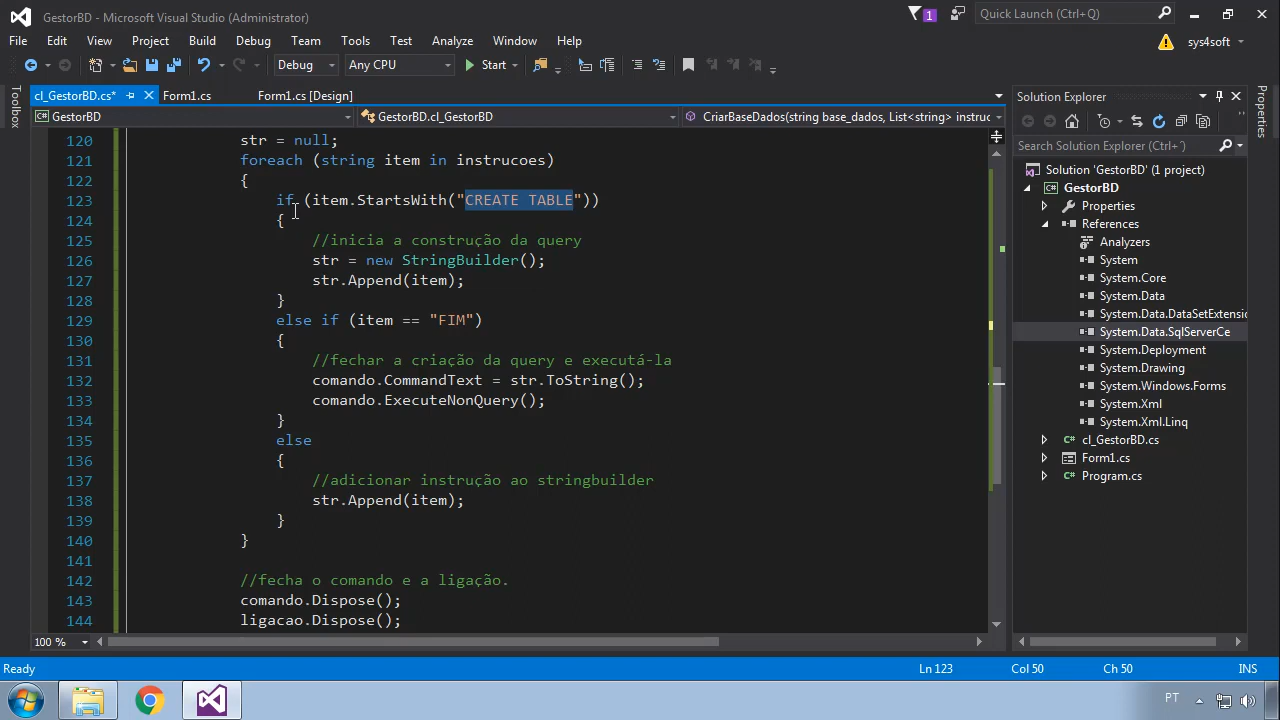 GestorBD - Microsoft Visual Studio (Administrator)
1
Quick Launch (Ctrl+Q)
File Edit View Project Build Debug Team Tools Test Analyze Window Help
sys4soft
Debug Any CPU Start
cl_GestorBD.cs* Form1.cs Form1.cs [Design]
Solution Explorer
Toolbox
Properties
GestorBD GestorBD.cl_GestorBD CriarBaseDados(string base_dados, List<string> instruc
120 str = null;
121 foreach (string item in instrucoes)
122 {
123 if (item.StartsWith("CREATE TABLE"))
124 {
125 //inicia a construção da query
126 str = new StringBuilder();
127 str.Append(item);
128 }
129 else if (item == "FIM")
130 {
131 //fechar a criação da query e executá-la
132 comando.CommandText = str.ToString();
133 comando.ExecuteNonQuery();
134 }
135 else
136 {
137 //adicionar instrução ao stringbuilder
138 str.Append(item);
139 }
140 }
141
142 //fecha o comando e a ligação.
143 comando.Dispose();
144 ligacao.Dispose();
Search Solution Explorer (Ctrl+´)
Solution 'GestorBD' (1 project)
GestorBD
Properties
References
Analyzers
System
System.Core
System.Data
System.Data.DataSetExtensio
System.Data.SqlServerCe
System.Deployment
System.Drawing
System.Windows.Forms
System.Xml
System.Xml.Linq
cl_GestorBD.cs
Form1.cs
Program.cs
100 %
Ready Ln 123 Col 50 Ch 50 INS
PT